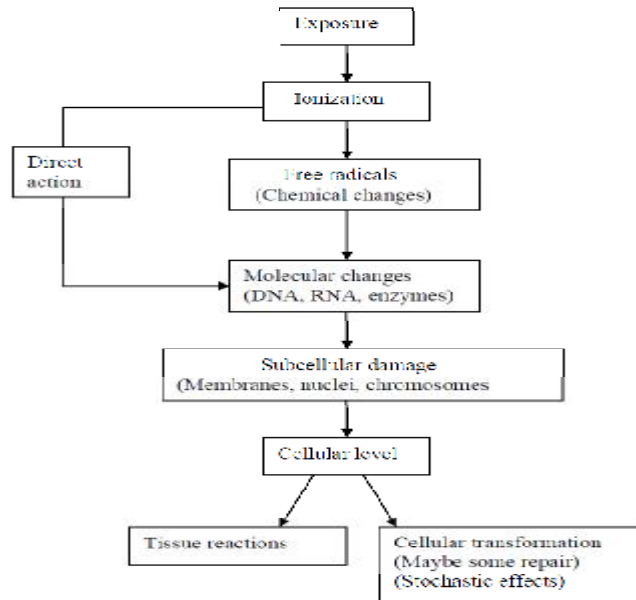 Exposure
Ionization
Direct
action
Free radicals
(Chemical changes)
Molecular changes
(DNA, RNA, enzymes)
Subcellular damage
(Membranes, nuclei, chromosomes
Cellular level
Tissue reactions
Cellular transformation
(Maybe some repair)
(Stochastic effects)